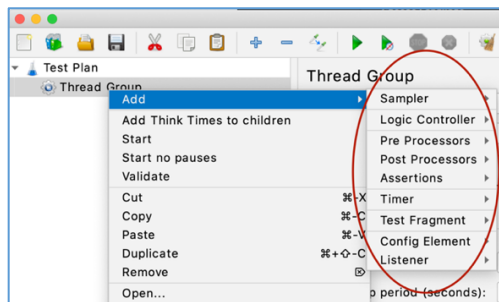 Test Plan
Thread Group
Thread Group
Add
Add Think Times to children
Start
Start no pauses
Validate
Cut ⌘-X
Copy ⌘-C
Paste ⌘-V
Duplicate ⌘+⇧-C
Remove ⌦
Open...
Sampler
Logic Controller
Pre Processors
Post Processors
Assertions
Timer
Test Fragment
Config Element
Listener
period (seconds):